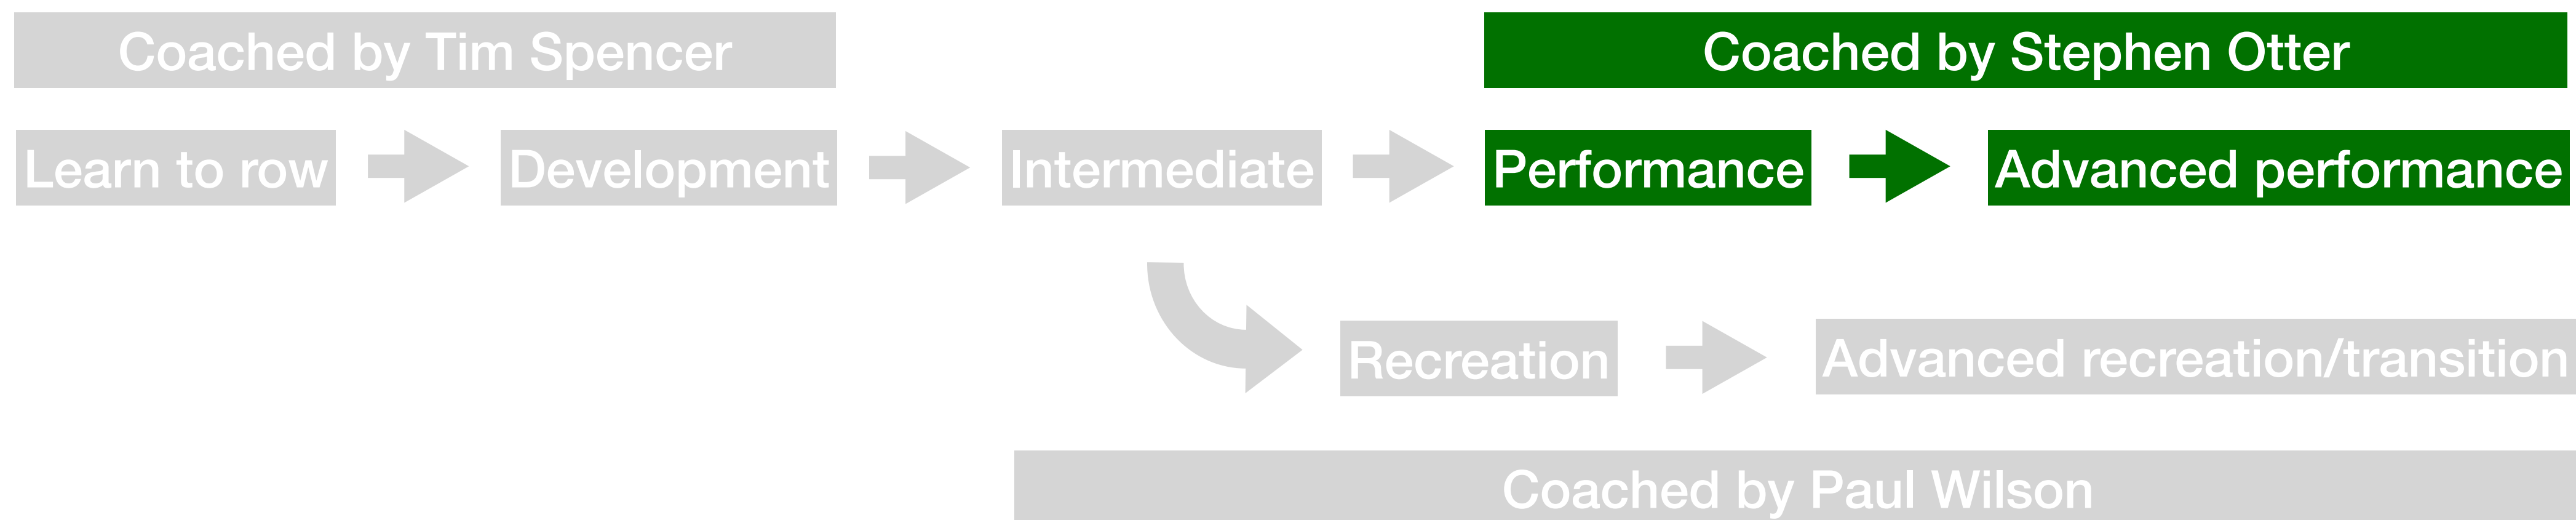 Coached by Tim Spencer
Coached by Stephen Otter
Learn to row
Development
Intermediate
Performance
Advanced performance
Recreation
Advanced recreation/transition
Coached by Paul Wilson